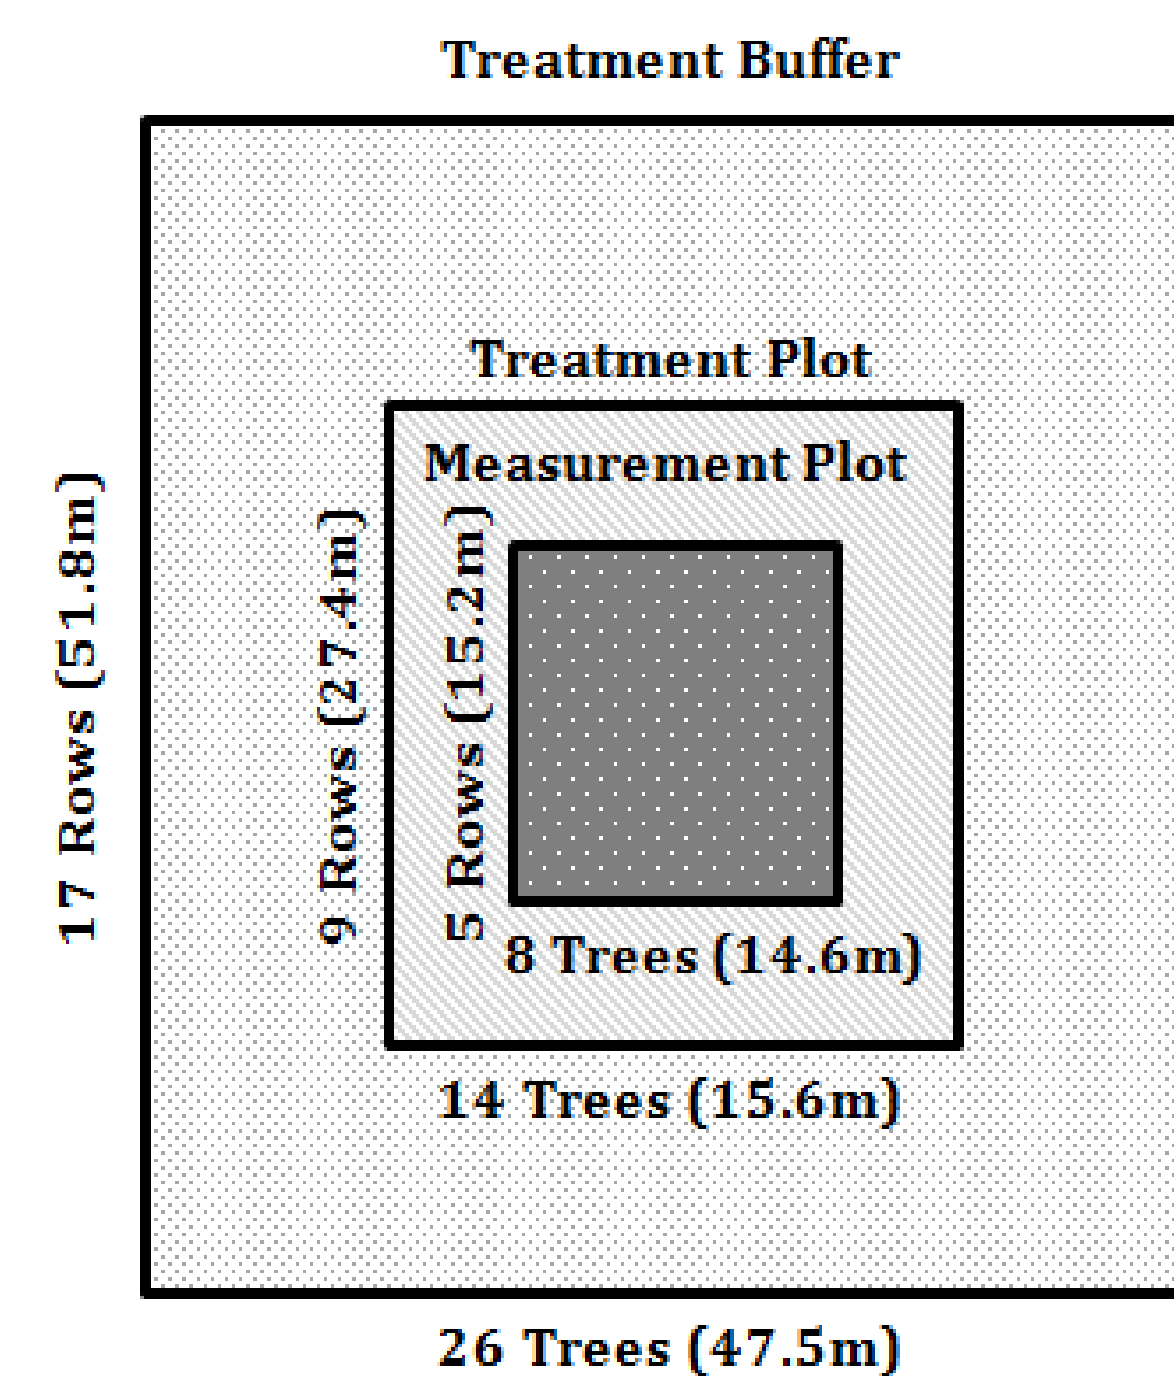 Treatment Buffer
Treatment Plot
Measurement Plot
17 Rows (51.8m)
9 Rows (27.4m)
5 Rows (15.2m)
8 Trees (14.6m)
14 Trees (15.6m)
26 Trees (47.5m)